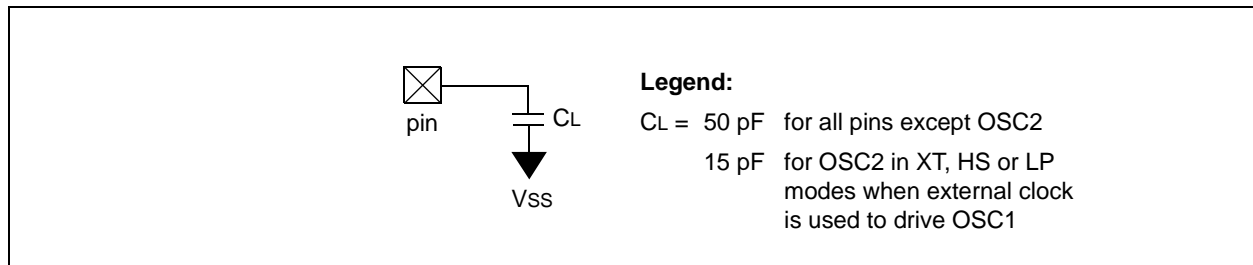 Legend:
pin
CL
CL = 50 pF for all pins except OSC2
15 pF for OSC2 in XT, HS or LP
modes when external clock
is used to drive OSC1
VSS